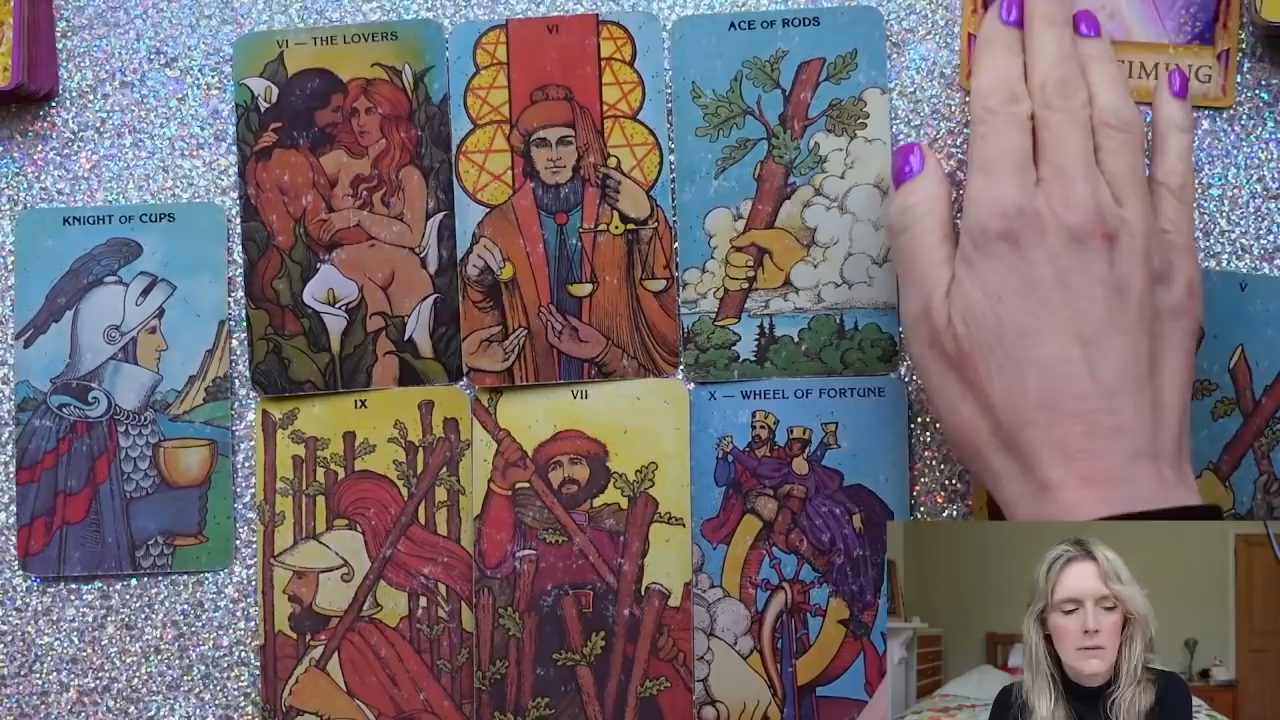 VI — THE LOVERS
VI
ACE OF RODS
TIMING
KNIGHT OF CUPS
V
IX
VII
X — WHEEL OF FORTUNE